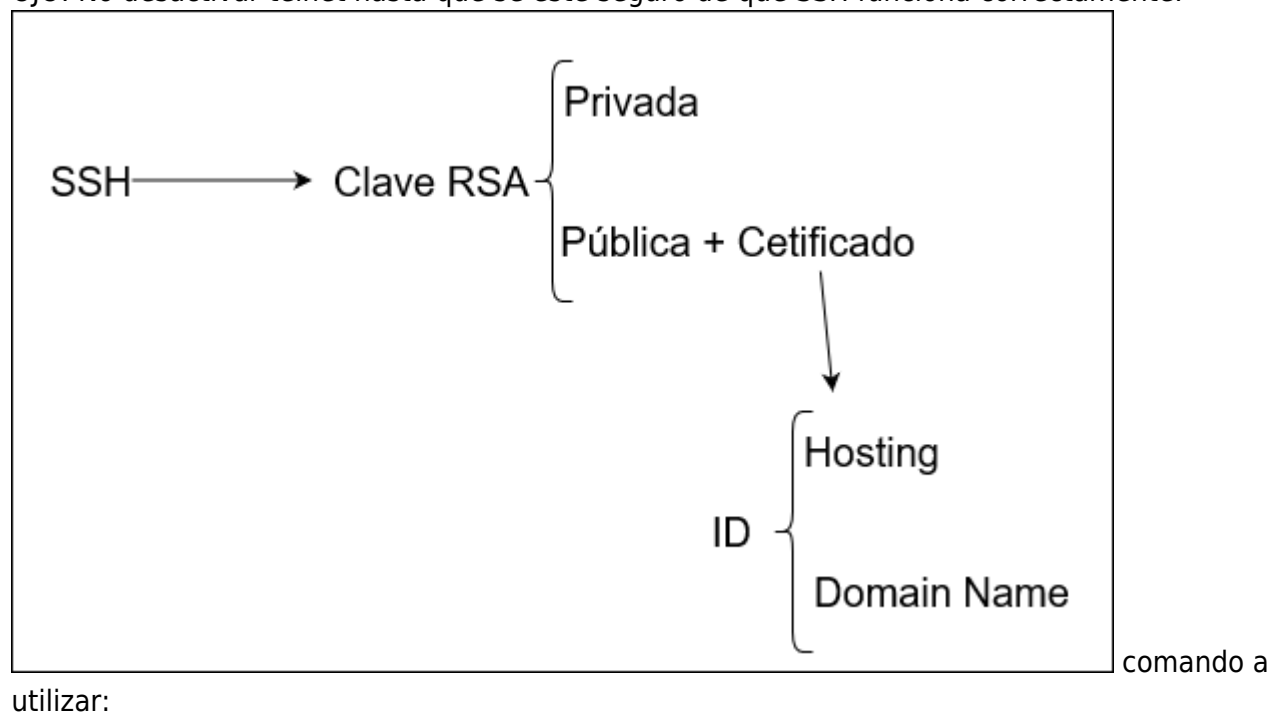 ojo! No desactivar telnet hasta que se esté seguro de que SSH funciona correctamente.
Privada
SSH Clave RSA
Pública + Cetificado
Hosting
ID
Domain Name
comando a
utilizar: